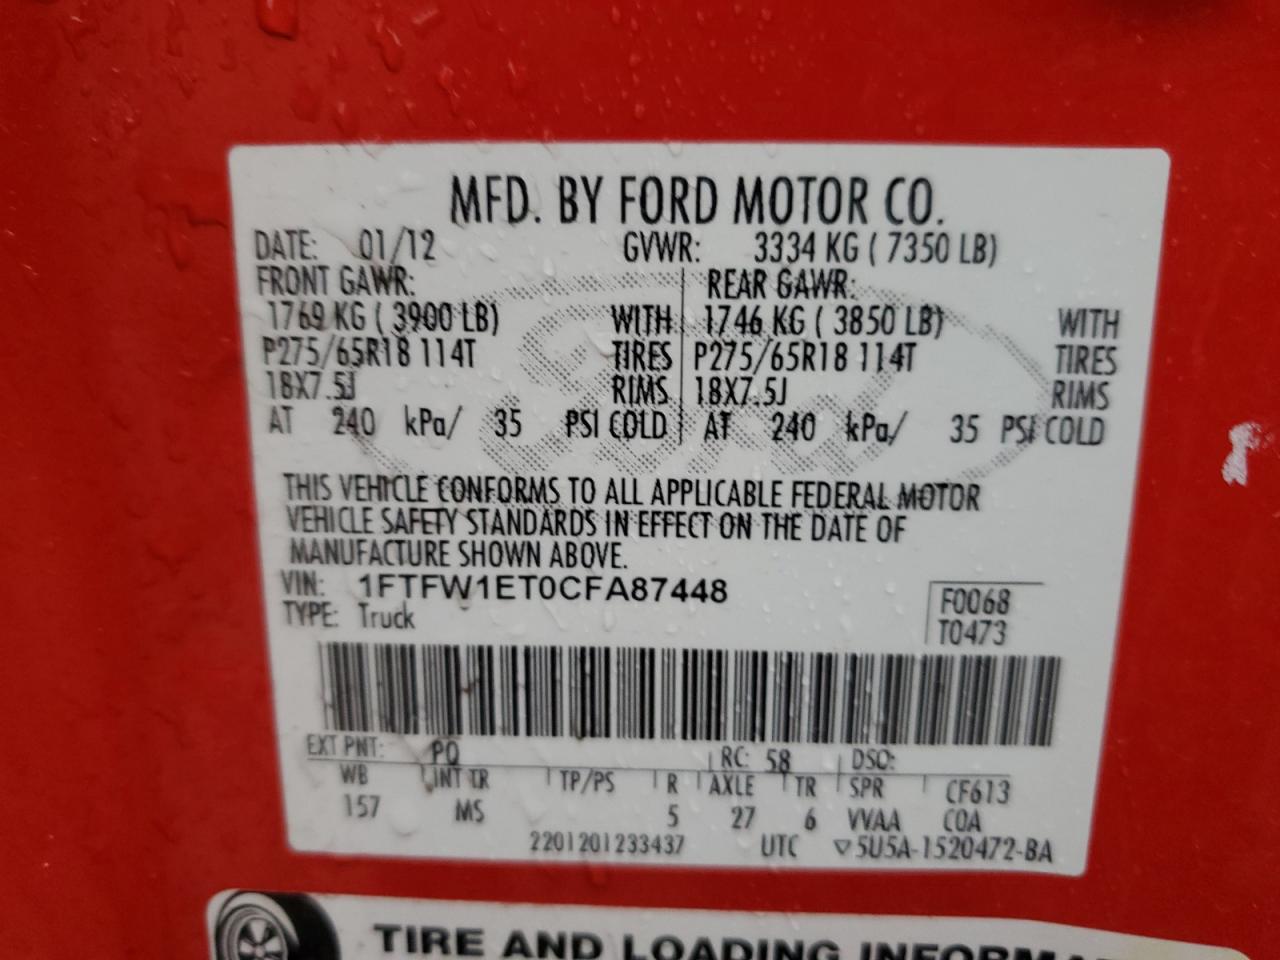 MFD. BY FORD MOTOR CO.
DATE: 01/12 GVWR: 3334 KG ( 7350 LB)
FRONT GAWR: REAR GAWR:
1769 KG ( 3900 LB) WITH 1746 KG ( 3850 LB) WITH
P275/65R18 114T TIRES P275/65R18 114T TIRES
18X7.5J RIMS 18X7.5J RIMS
AT 240 kPa/ 35 PSI COLD AT 240 kPa/ 35 PSI COLD
Ford
THIS VEHICLE CONFORMS TO ALL APPLICABLE FEDERAL MOTOR
VEHICLE SAFETY STANDARDS IN EFFECT ON THE DATE OF
MANUFACTURE SHOWN ABOVE.
VIN: 1FTFW1ET0CFA87448
TYPE: Truck
F0068
T0473
EXT PNT: PQ RC: 58 DSO:
WB INT TR TP/PS R AXLE TR SPR CF613
157 MS 5 27 6 VVAA COA
2201201233437 UTC ▽5U5A-1520472-BA
TIRE AND LOADING INFORMA